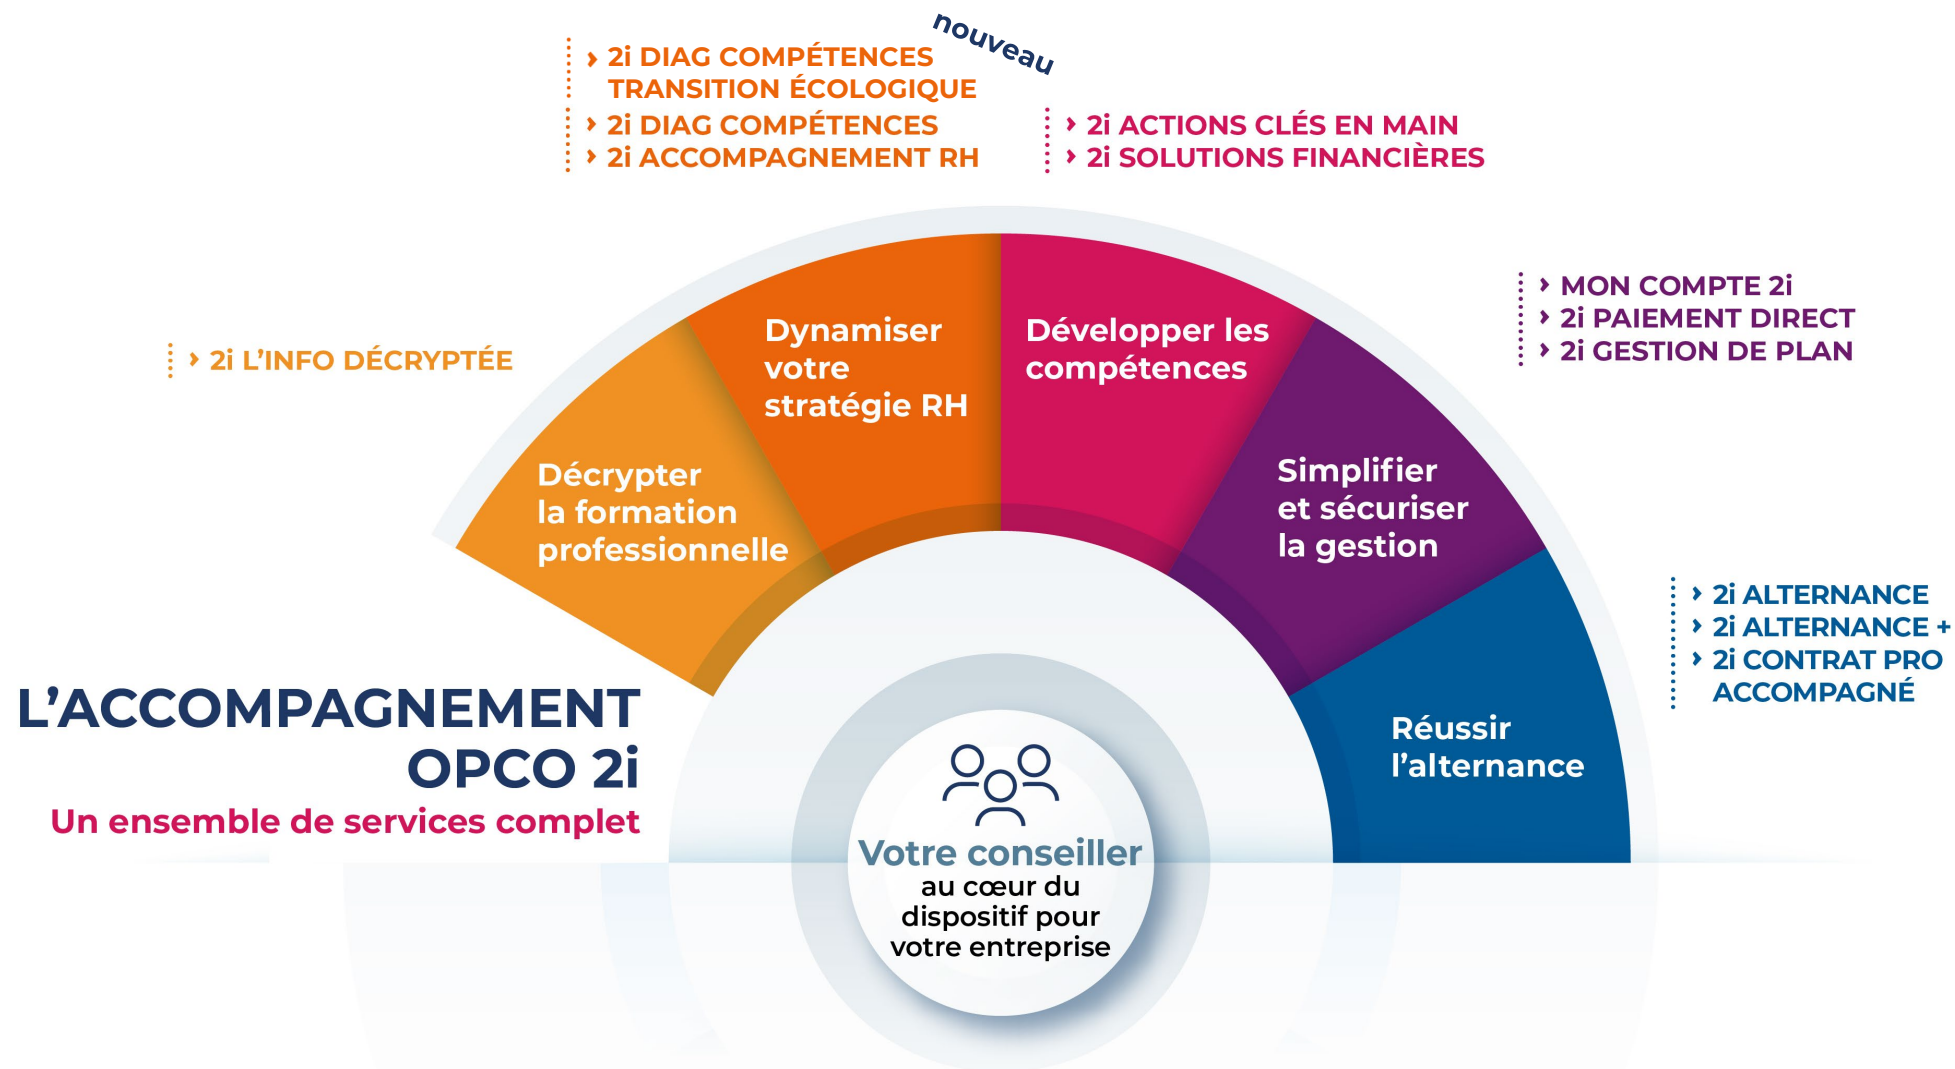 nouveau
› 2i DIAG COMPÉTENCES
TRANSITION ÉCOLOGIQUE
› 2i DIAG COMPÉTENCES
› 2i ACCOMPAGNEMENT RH
› 2i ACTIONS CLÉS EN MAIN
› 2i SOLUTIONS FINANCIÈRES
› MON COMPTE 2i
› 2i PAIEMENT DIRECT
› 2i GESTION DE PLAN
› 2i L’INFO DÉCRYPTÉE
Décrypter
la formation
professionnelle
Dynamiser
votre
stratégie RH
Développer les
compétences
Simplifier
et sécuriser
la gestion
› 2i ALTERNANCE
› 2i ALTERNANCE +
› 2i CONTRAT PRO
ACCOMPAGNÉ
Réussir
l’alternance
L’ACCOMPAGNEMENT
OPCO 2i
Un ensemble de services complet
Votre conseiller
au cœur du
dispositif pour
votre entreprise